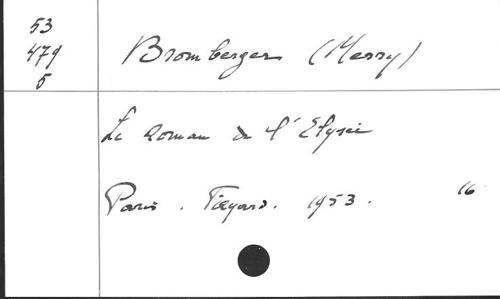 53
479
5
Bromberger (Merry)
Le Roman de l'Elysée
Paris. Fayard. 1953. 16